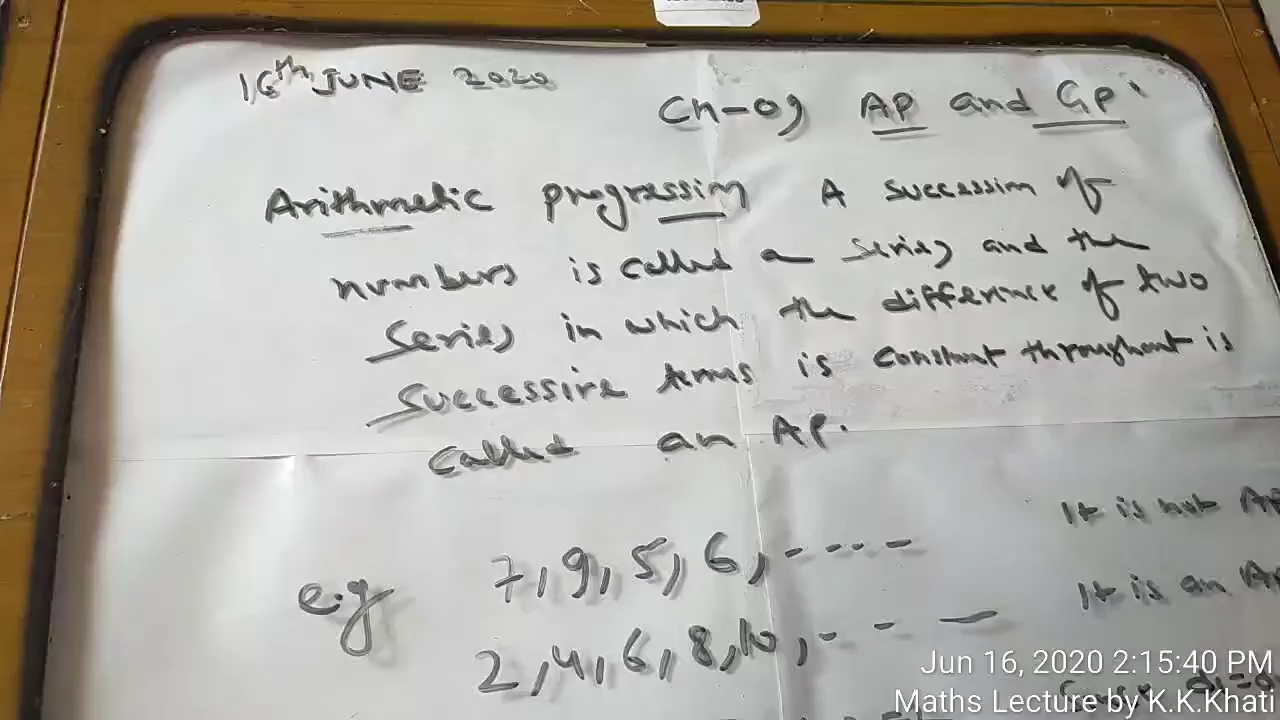 16th JUNE 2020
Ch-09 AP and GP
Arithmetic progression A succession of
numbers is called a series and the
series in which the difference of two
successive terms is constant throughout is
called an AP.
It is not AP
e.g 7, 9, 5, 6, ----
It is an AP
2, 4, 6, 8, 10, - - -
Jun 16, 2020 2:15:40 PM
Maths Lecture by K.K.Khati